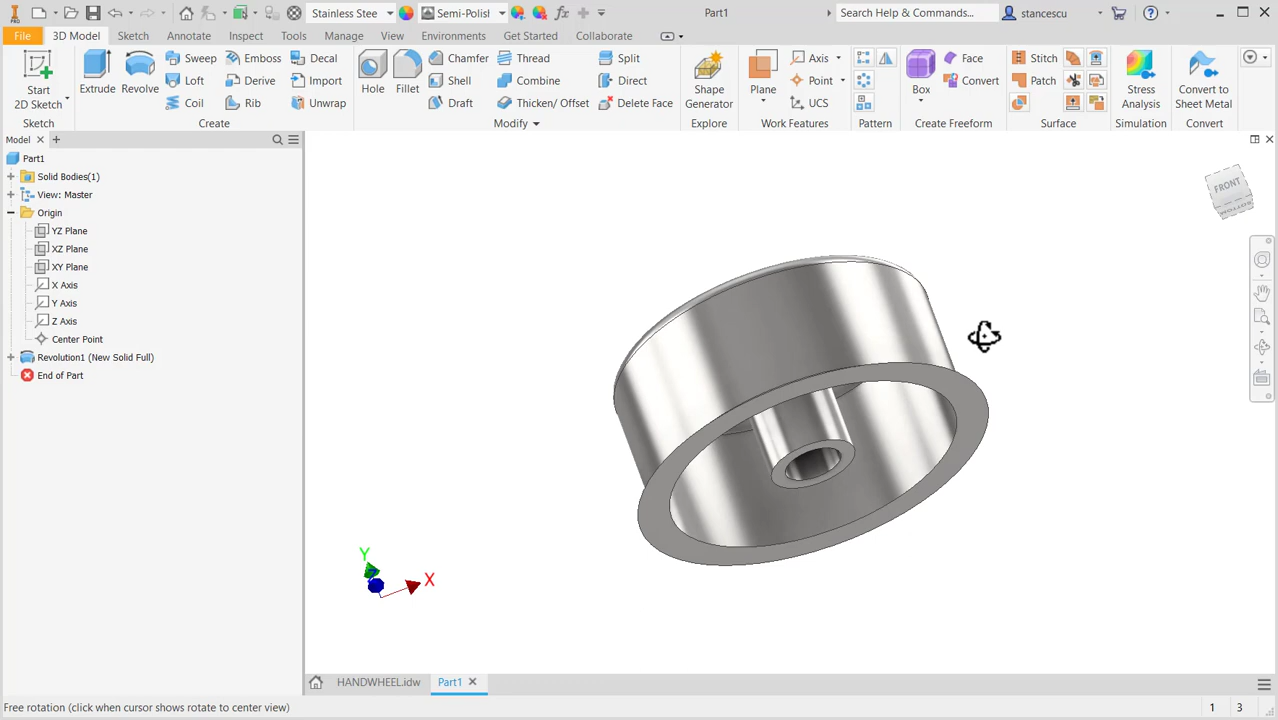 PRO
Stainless Stee
Semi-Polisl
Part1
Search Help & Commands...
stancescu
File
3D Model
Sketch
Annotate
Inspect
Tools
Manage
View
Environments
Get Started
Collaborate
Start
2D Sketch
Extrude
Revolve
Sweep
Emboss
Decal
Loft
Derive
Import
Coil
Rib
Unwrap
Hole
Fillet
Chamfer
Thread
Split
Shell
Combine
Direct
Draft
Thicken/ Offset
Delete Face
Shape
Generator
Plane
Axis
Point
UCS
Box
Face
Convert
Stitch
Patch
Stress
Analysis
Convert to
Sheet Metal
Sketch
Create
Modify
Explore
Work Features
Pattern
Create Freeform
Surface
Simulation
Convert
Model
Part1
Solid Bodies(1)
View: Master
Origin
YZ Plane
XZ Plane
XY Plane
X Axis
Y Axis
Z Axis
Center Point
Revolution1 (New Solid Full)
End of Part
FRONT
BOTTOM
Y
X
HANDWHEEL.idw
Part1
Free rotation (click when cursor shows rotate to center view)
1
3